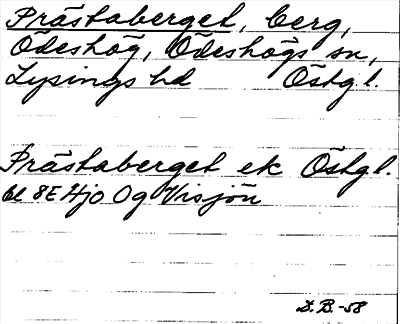 Prästaberget, berg,
Ödeshög, Ödeshögs sn,
Lysings hd Östg.l.
Prästaberget ek Östg l.
bl 8E Hjo Og Visjön
D.B.-58